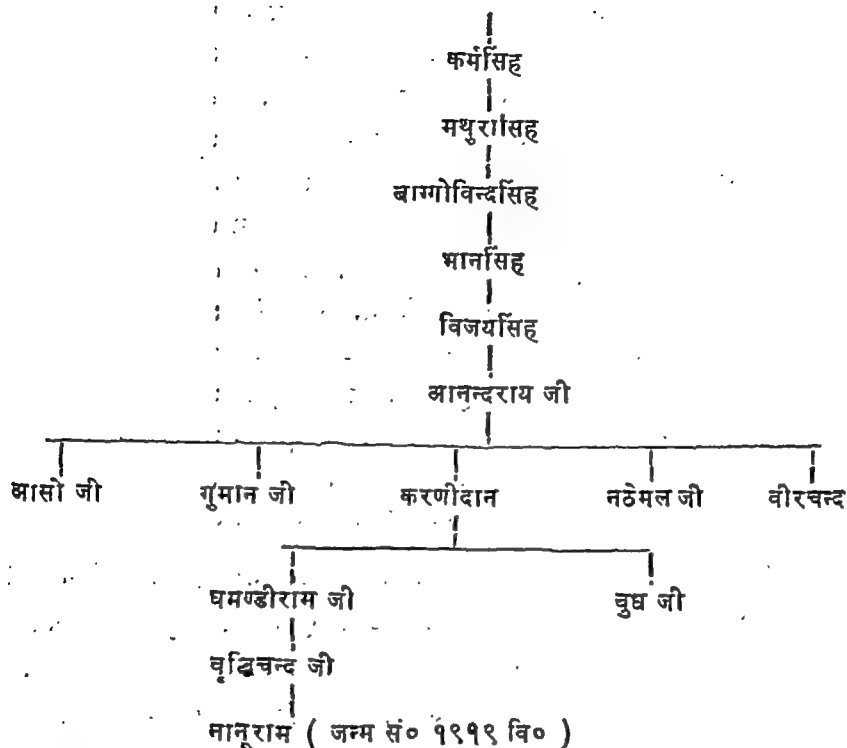 कर्मसिंह
मथुरासिंह
बाग्गोविन्दसिंह
भानसिंह
विजयसिंह
आनन्दराय जी
आसो जी गुमान जी करणीदान नठेमल जी वीरचन्द
घमण्डीराम जी वुध जी
वृद्धिचन्द जी
नानूराम ( जन्म सं० १९१९ वि० )